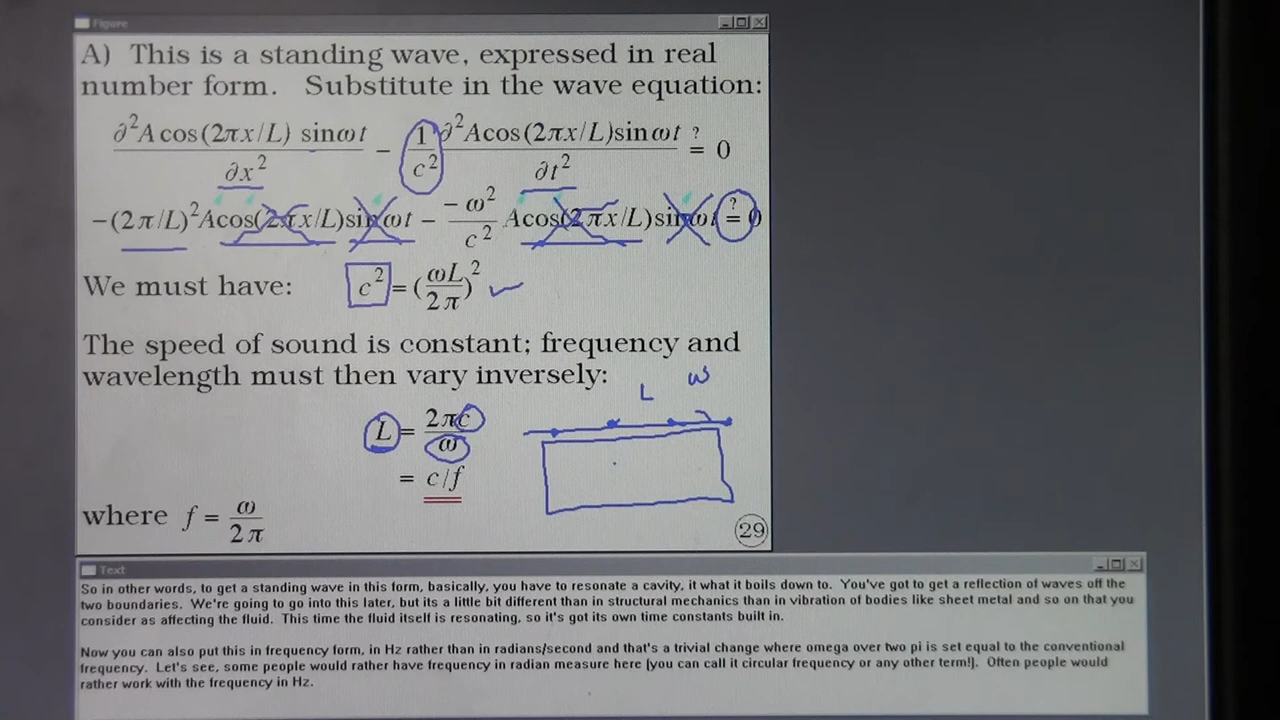 Figure
A) This is a standing wave, expressed in real
number form. Substitute in the wave equation:
∂²A cos(2πx/L) sinωt / ∂x² − 1/c² ∂²Acos(2πx/L)sinωt / ∂t² ?= 0
−(2π/L)²Acos(2πx/L)sinωt − −ω²/c² Acos(2πx/L)sinωt ?= 0
We must have: c² = (ωL/2π)²
The speed of sound is constant; frequency and
wavelength must then vary inversely:
L ω
L = 2πc/ω
= c/f
where f = ω/2π
29
Text
So in other words, to get a standing wave in this form, basically, you have to resonate a cavity, it what it boils down to. You've got to get a reflection of waves off the
two boundaries. We're going to go into this later, but its a little bit different than in structural mechanics than in vibration of bodies like sheet metal and so on that you
consider as affecting the fluid. This time the fluid itself is resonating, so it's got its own time constants built in.
Now you can also put this in frequency form, in Hz rather than in radians/second and that's a trivial change where omega over two pi is set equal to the conventional
frequency. Let's see, some people would rather have frequency in radian measure here [you can call it circular frequency or any other term!]. Often people would
rather work with the frequency in Hz.